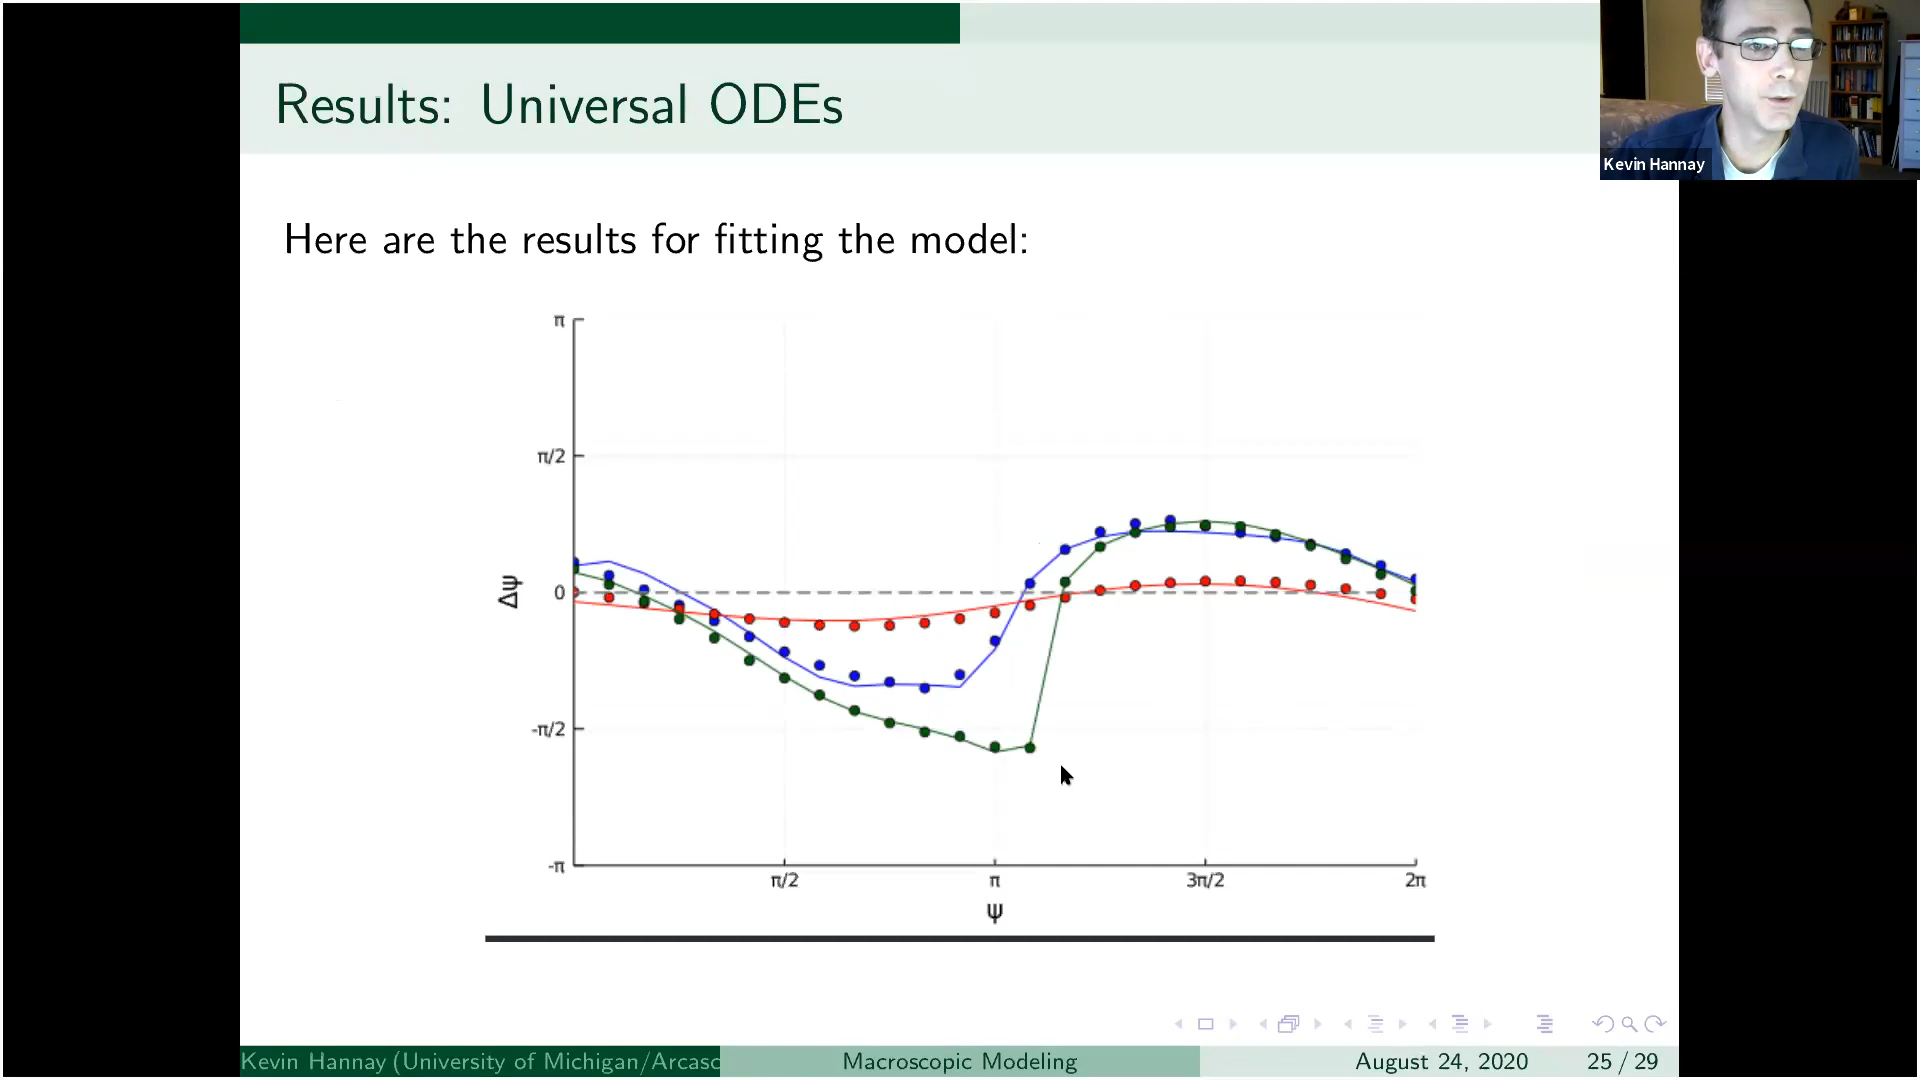 Results: Universal ODEs
Kevin Hannay
Here are the results for fitting the model:
π
π/2
0
-π/2
-π
Δψ
π/2
π
3π/2
2π
ψ
Kevin Hannay (University of Michigan/Arcasc
Macroscopic Modeling
August 24, 2020
25 / 29